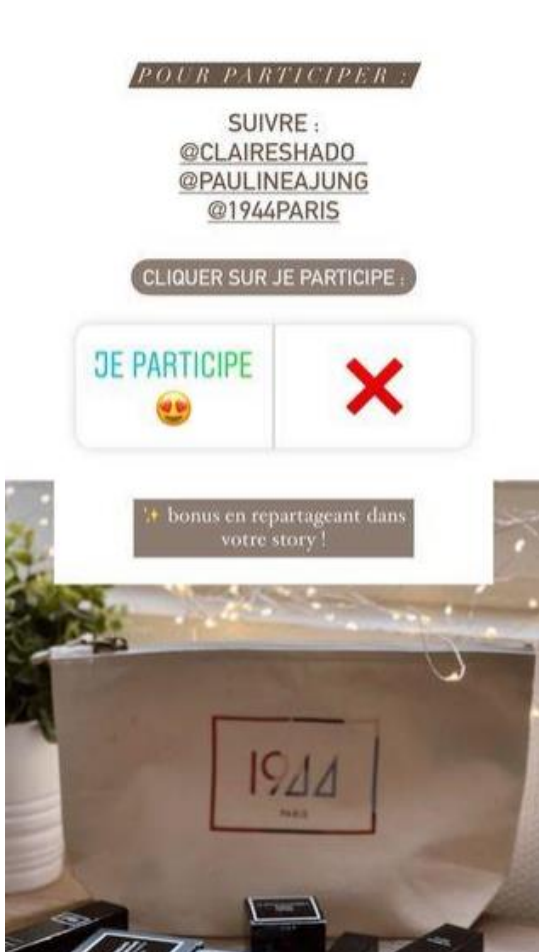 POUR PARTICIPER :
SUIVRE :
@CLAIRESHADO_
@PAULINEAJUNG
@1944PARIS
CLIQUER SUR JE PARTICIPE :
JE PARTICIPE
😍
❌
✨ bonus en repartageant dans
votre story !
1944
PARIS